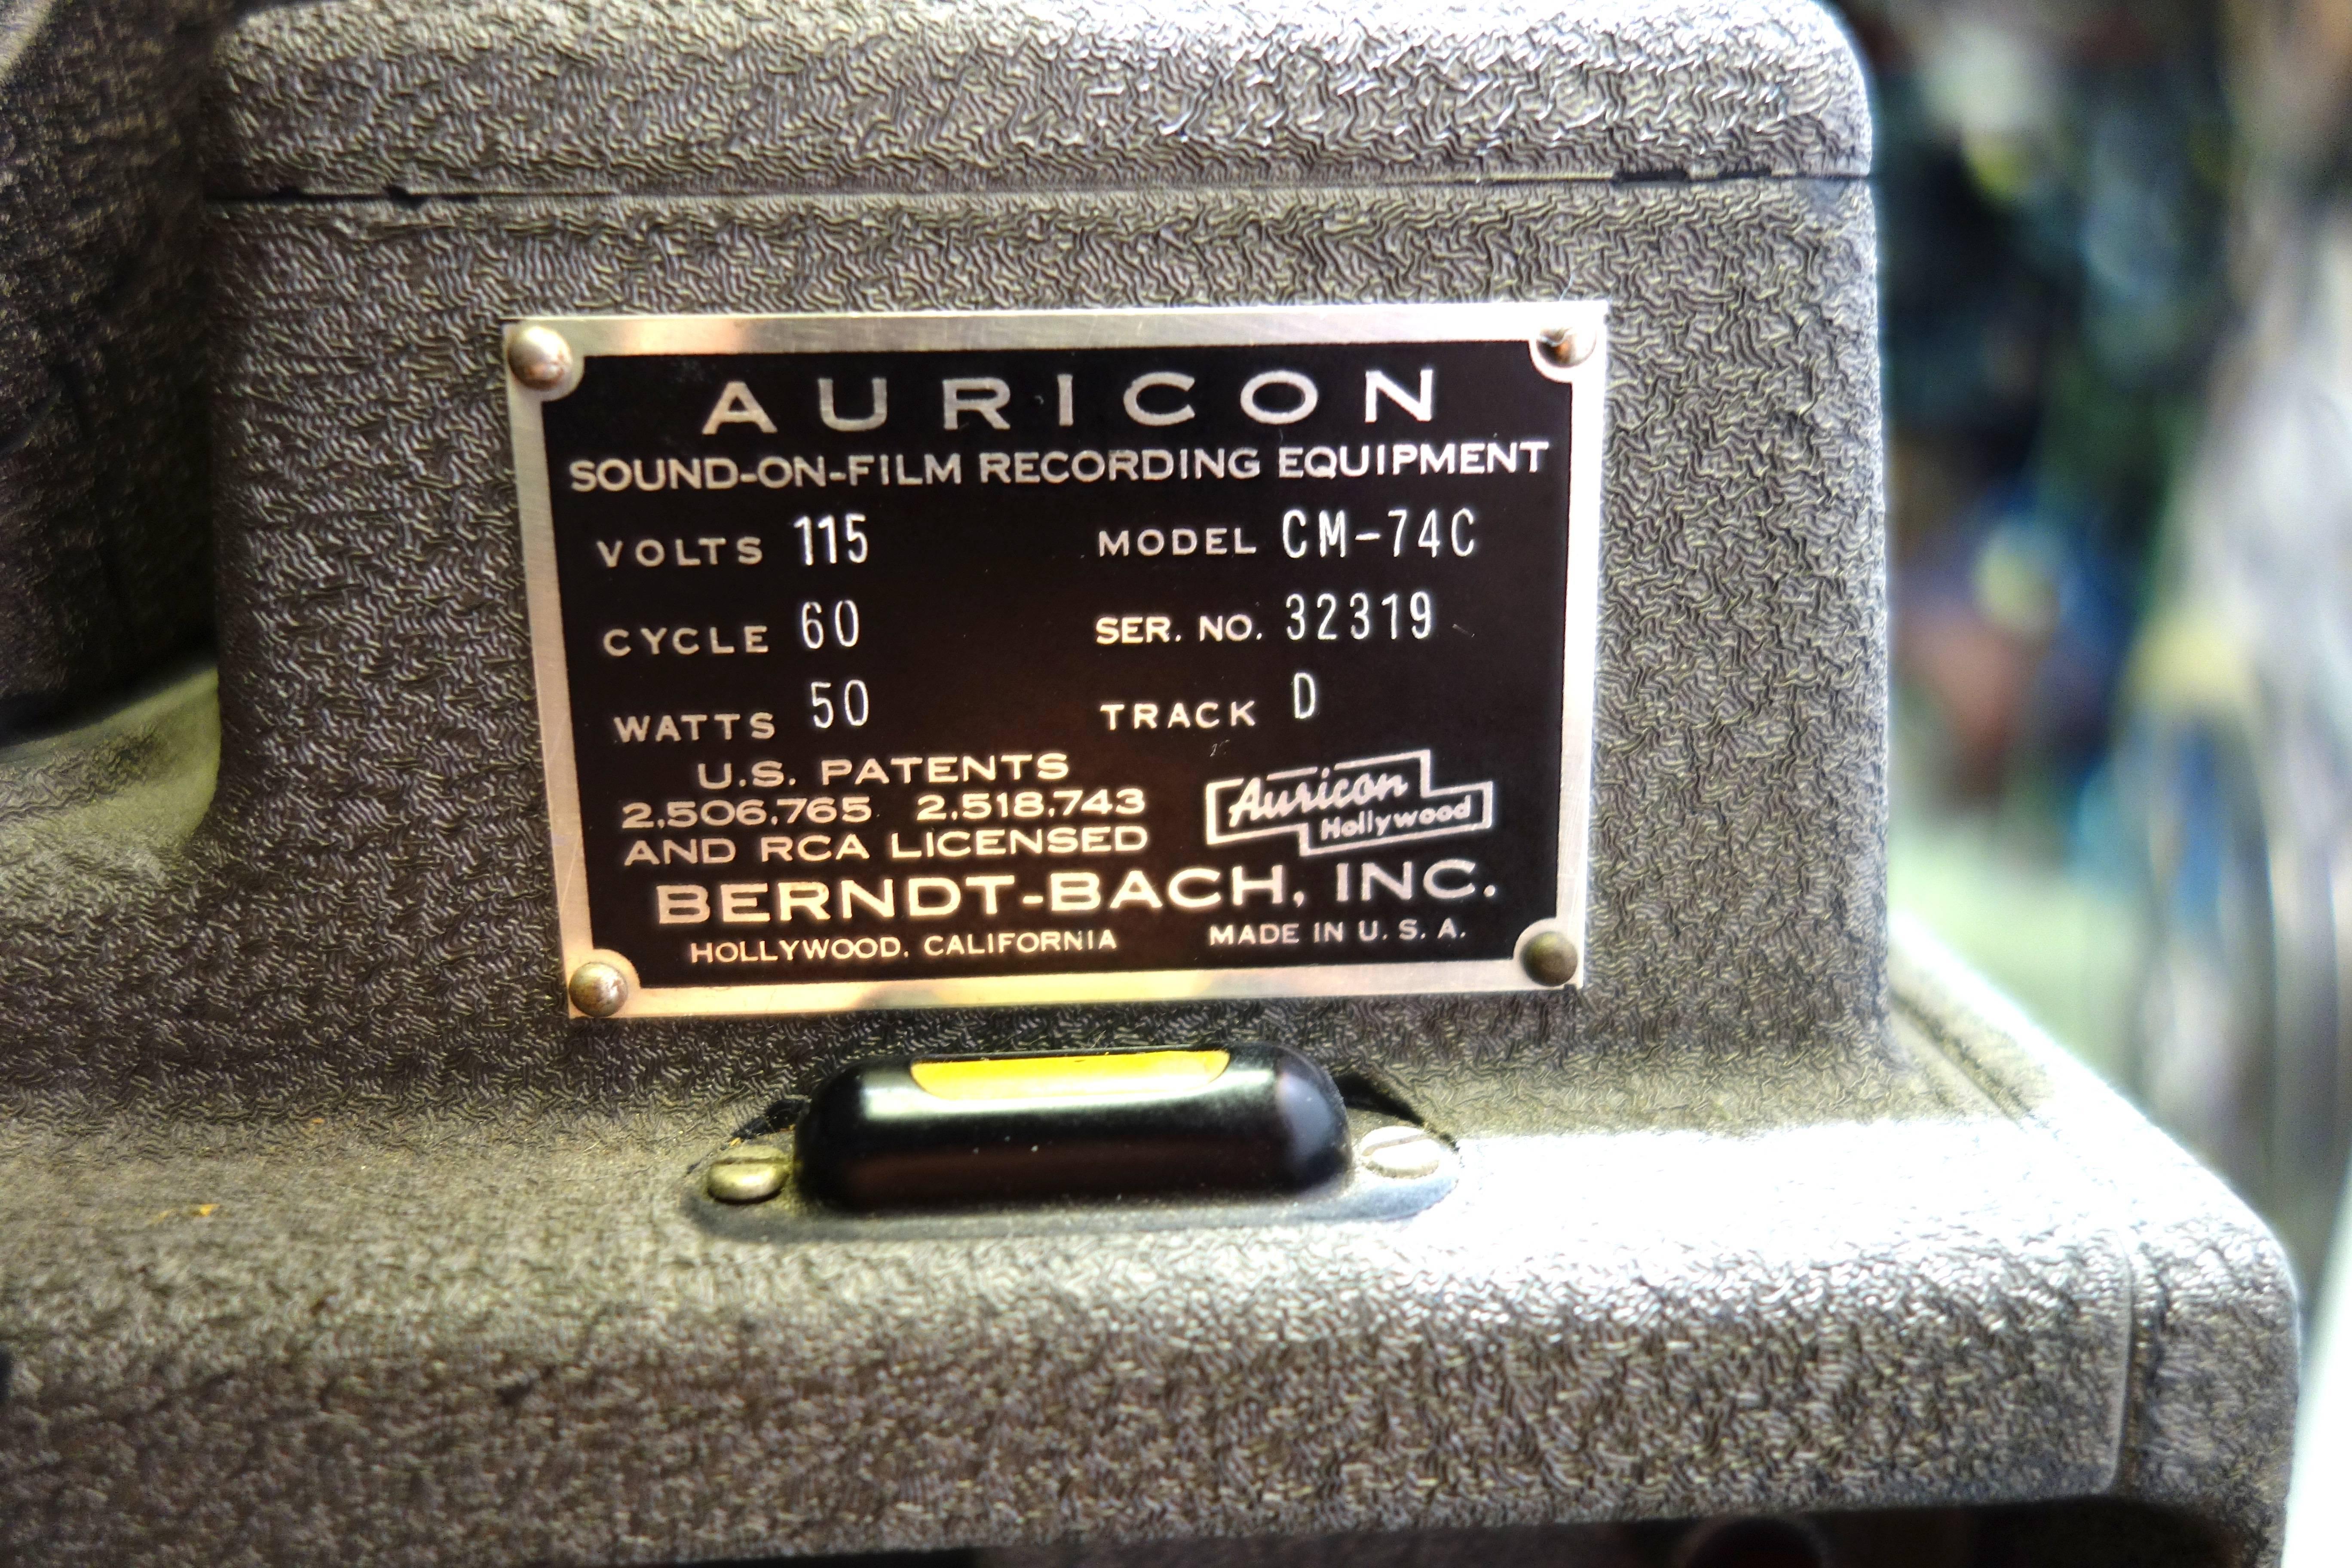 AURICON
SOUND-ON-FILM RECORDING EQUIPMENT
VOLTS 115 MODEL CM-74C
CYCLE 60 SER. NO. 32319
WATTS 50 TRACK D
U.S. PATENTS
2,506,765 2,518,743
AND RCA LICENSED
Auricon
Hollywood
BERNDT-BACH, INC.
HOLLYWOOD, CALIFORNIA MADE IN U. S. A.